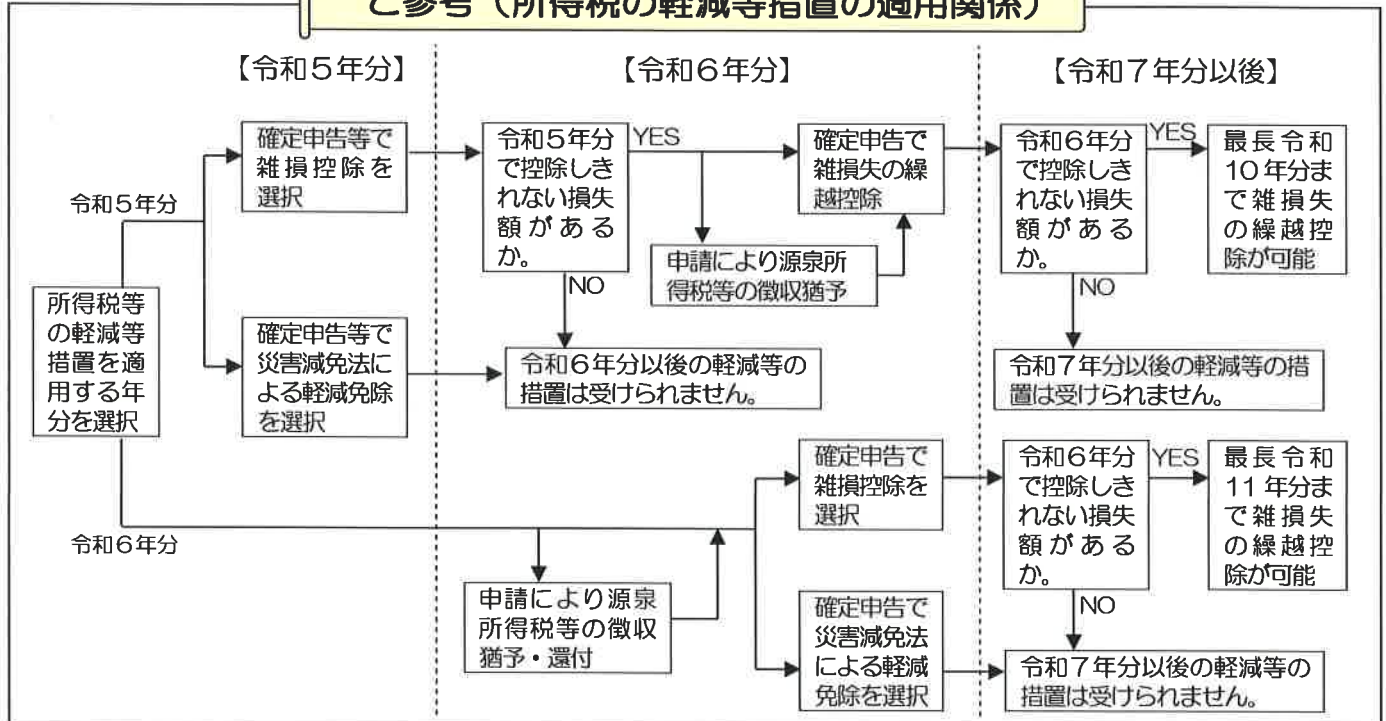 ご参考（所得税の軽減等措置の適用関係）
【令和５年分】
【令和６年分】
【令和７年分以後】
所得税等
の軽減等
措置を適
用する年
分を選択
令和５年分
確定申告等で
雑損控除を
選択
確定申告等で
災害減免法に
よる軽減免除
を選択
令和５年分
で控除しき
れない損失
額がある
か。
YES
NO
確定申告で
雑損失の繰
越控除
申請により源泉所
得税等の徴収猶予
令和６年分以後の軽減等の
措置は受けられません。
令和６年分
で控除しき
れない損失
額がある
か。
YES
NO
最長令和
10年分ま
で雑損失
の繰越控
除が可能
令和７年分以後の軽減等の措
置は受けられません。
令和６年分
申請により源泉
所得税等の徴収
猶予・還付
確定申告で
雑損控除を
選択
確定申告で
災害減免法
による軽減
免除を選択
令和６年分
で控除しき
れない損失
額がある
か。
YES
NO
最長令和
11年分ま
で雑損失
の繰越控
除が可能
令和７年分以後の軽減等の
措置は受けられません。